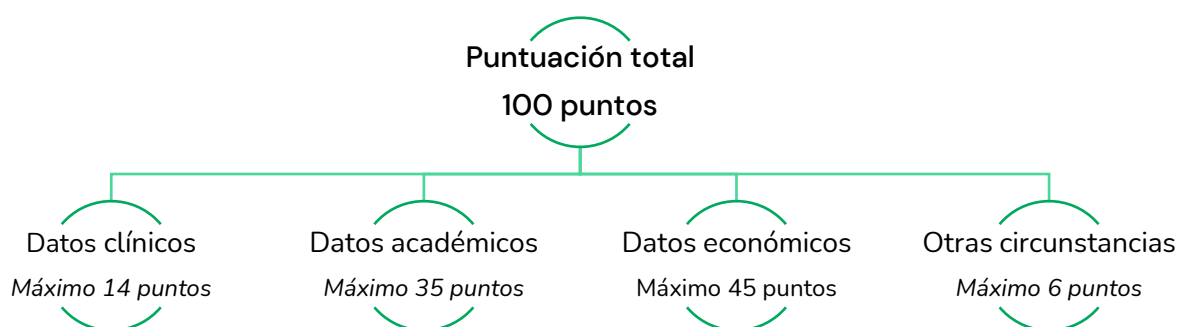 Puntuación total
100 puntos
Datos clínicos
Máximo 14 puntos
Datos académicos
Máximo 35 puntos
Datos económicos
Máximo 45 puntos
Otras circunstancias
Máximo 6 puntos